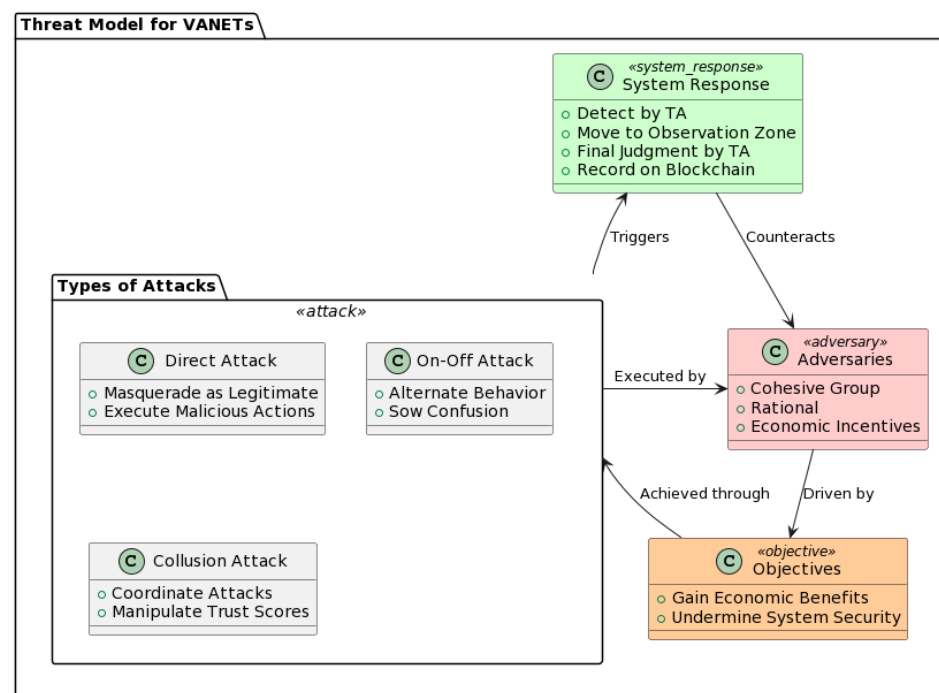 Threat Model for VANETs
«system_response»
C System Response
Detect by TA
Move to Observation Zone
Final Judgment by TA
Record on Blockchain
Triggers
Counteracts
Types of Attacks
«attack»
C Direct Attack
Masquerade as Legitimate
Execute Malicious Actions
C On-Off Attack
Alternate Behavior
Sow Confusion
Executed by
«adversary»
C Adversaries
Cohesive Group
Rational
Economic Incentives
Achieved through
Driven by
C Collusion Attack
Coordinate Attacks
Manipulate Trust Scores
«objective»
C Objectives
Gain Economic Benefits
Undermine System Security